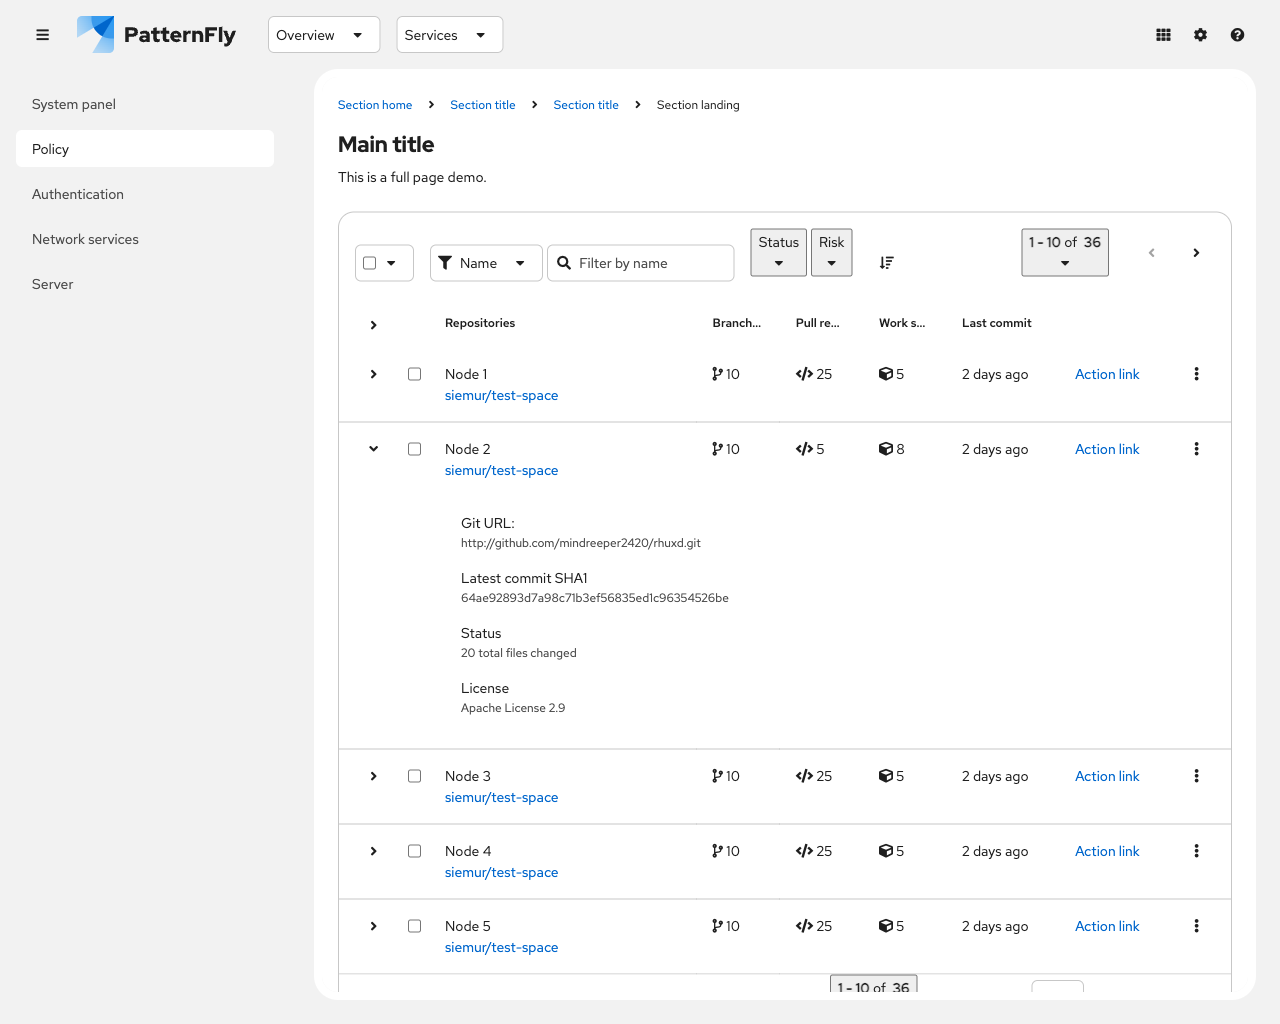 PatternFly
Overview
Services
System panel
Policy
Authentication
Network services
Server
Section home
Section title
Section title
Section landing
Main title
This is a full page demo.
Name
Filter by name
Status
Risk
1 - 10 of 36
Repositories Branch... Pull re... Work s... Last commit
Node 1 10 25 5 2 days ago Action link
siemur/test-space
Node 2 10 5 8 2 days ago Action link
siemur/test-space
Git URL:
http://github.com/mindreeper2420/rhuxd.git
Latest commit SHA1
64ae92893d7a98c71b3ef56835ed1c96354526be
Status
20 total files changed
License
Apache License 2.9
Node 3 10 25 5 2 days ago Action link
siemur/test-space
Node 4 10 25 5 2 days ago Action link
siemur/test-space
Node 5 10 25 5 2 days ago Action link
siemur/test-space
1 - 10 of 36